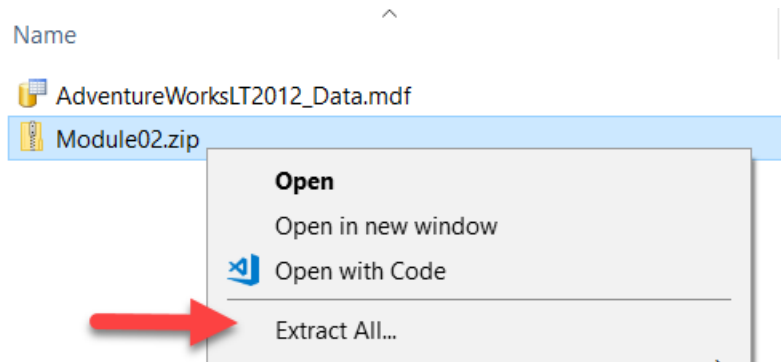 Name
AdventureWorksLT2012_Data.mdf
Module02.zip
Open
Open in new window
Open with Code
Extract All...